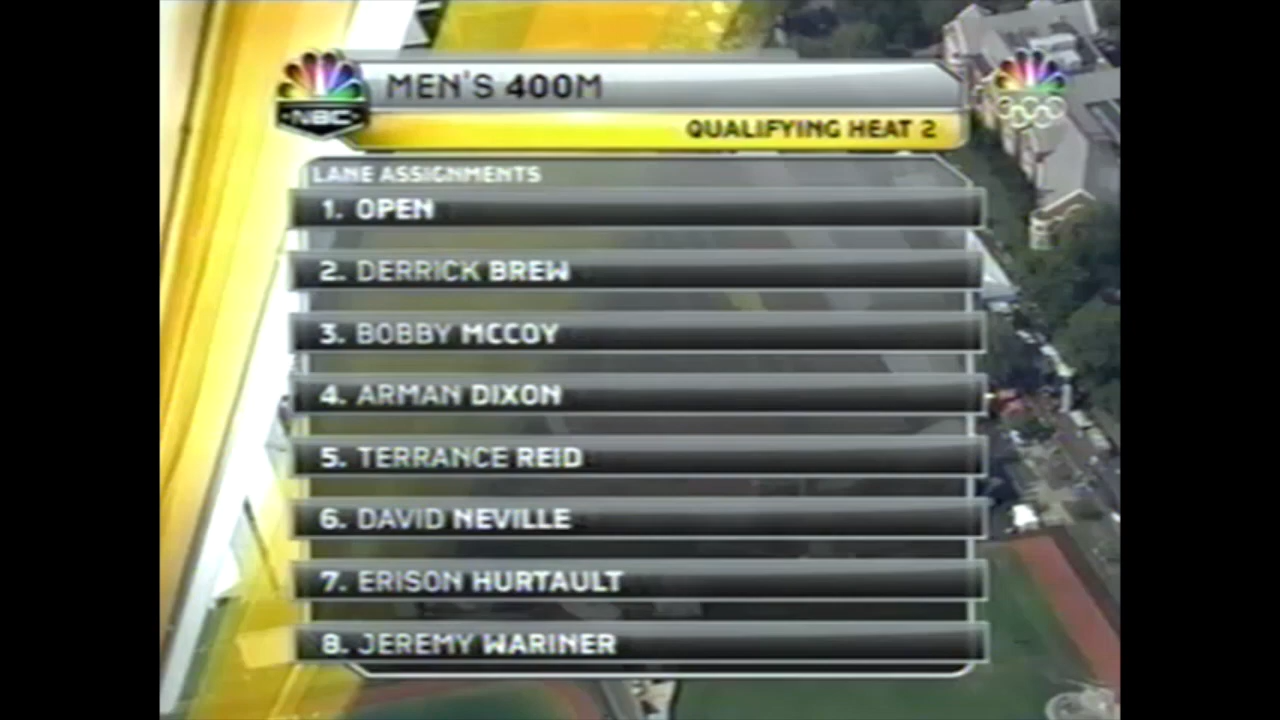 MEN'S 400M
NBC
QUALIFYING HEAT 2
LANE ASSIGNMENTS
1. OPEN
2. DERRICK BREW
3. BOBBY MCCOY
4. ARMAN DIXON
5. TERRANCE REID
6. DAVID NEVILLE
7. ERISON HURTAULT
8. JEREMY WARINER